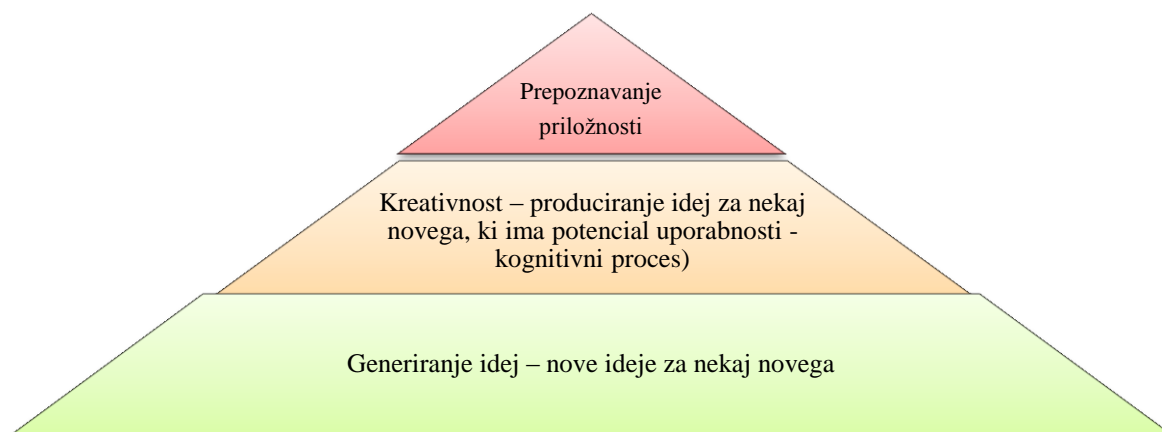 Prepoznavanje
priložnosti
Kreativnost – produciranje idej za nekaj
novega, ki ima potencial uporabnosti -
kognitivni proces)
Generiranje idej – nove ideje za nekaj novega